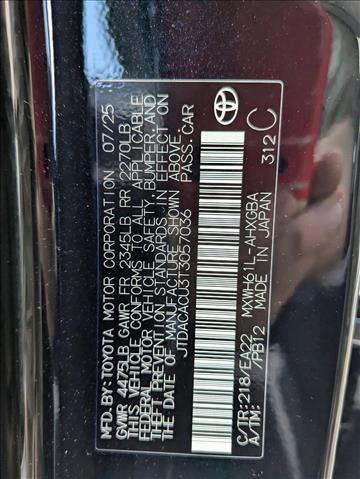 MFD. BY: TOYOTA MOTOR CORPORATION 07/25
GVWR 4475LB GAWR FR 2345LB RR 2270LB
THIS VEHICLE CONFORMS TO ALL APPLICABLE
FEDERAL MOTOR VEHICLE SAFETY, BUMPER, AND
THEFT PREVENTION STANDARDS IN EFFECT ON
THE DATE OF MANUFACTURE SHOWN ABOVE.
JTDACACU3T3057036 PASS. CAR
C/TR: 218/EA22 MXWH61L-AHXGBA
A/TM: /PB12 MADE IN JAPAN 312 C
TOYOTA